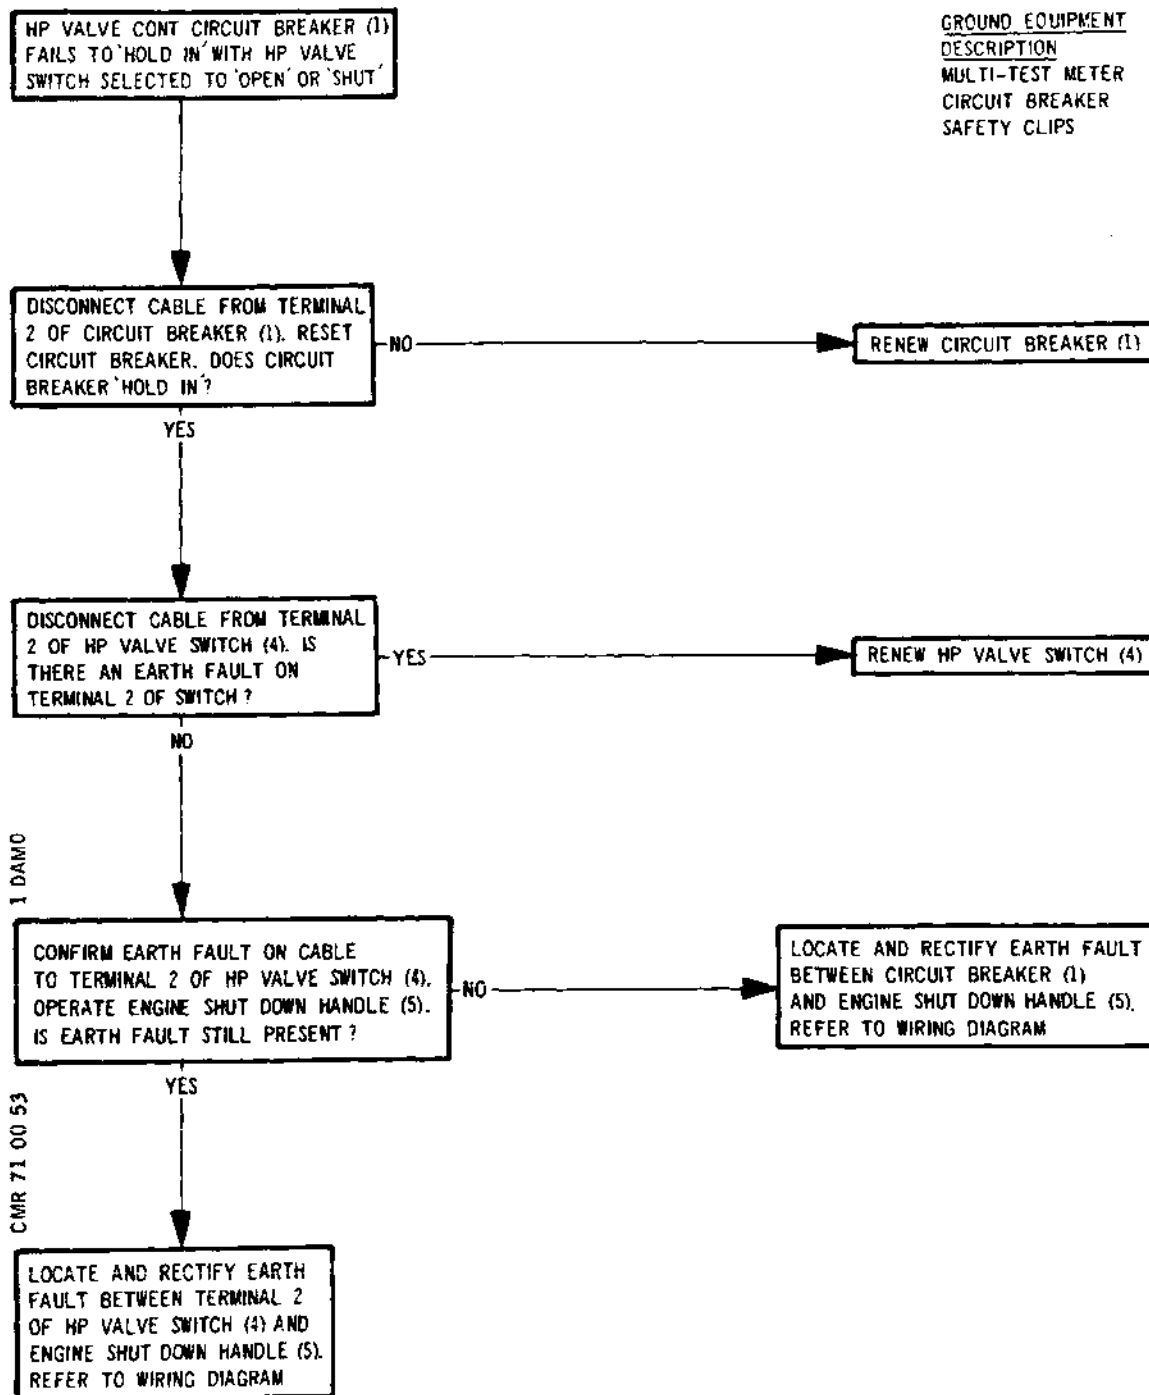 HP VALVE CONT CIRCUIT BREAKER (1)
FAILS TO 'HOLD IN' WITH HP VALVE
SWITCH SELECTED TO 'OPEN' OR 'SHUT'
GROUND EQUIPMENT
DESCRIPTION
MULTI-TEST METER
CIRCUIT BREAKER
SAFETY CLIPS
DISCONNECT CABLE FROM TERMINAL
2 OF CIRCUIT BREAKER (1). RESET
CIRCUIT BREAKER. DOES CIRCUIT
BREAKER 'HOLD IN'?
NO
RENEW CIRCUIT BREAKER (1)
YES
DISCONNECT CABLE FROM TERMINAL
2 OF HP VALVE SWITCH (4). IS
THERE AN EARTH FAULT ON
TERMINAL 2 OF SWITCH?
YES
RENEW HP VALVE SWITCH (4)
NO
1 DAM0
CONFIRM EARTH FAULT ON CABLE
TO TERMINAL 2 OF HP VALVE SWITCH (4).
OPERATE ENGINE SHUT DOWN HANDLE (5).
IS EARTH FAULT STILL PRESENT?
NO
LOCATE AND RECTIFY EARTH FAULT
BETWEEN CIRCUIT BREAKER (1)
AND ENGINE SHUT DOWN HANDLE (5).
REFER TO WIRING DIAGRAM
YES
CMR 71 00 53
LOCATE AND RECTIFY EARTH
FAULT BETWEEN TERMINAL 2
OF HP VALVE SWITCH (4) AND
ENGINE SHUT DOWN HANDLE (5).
REFER TO WIRING DIAGRAM